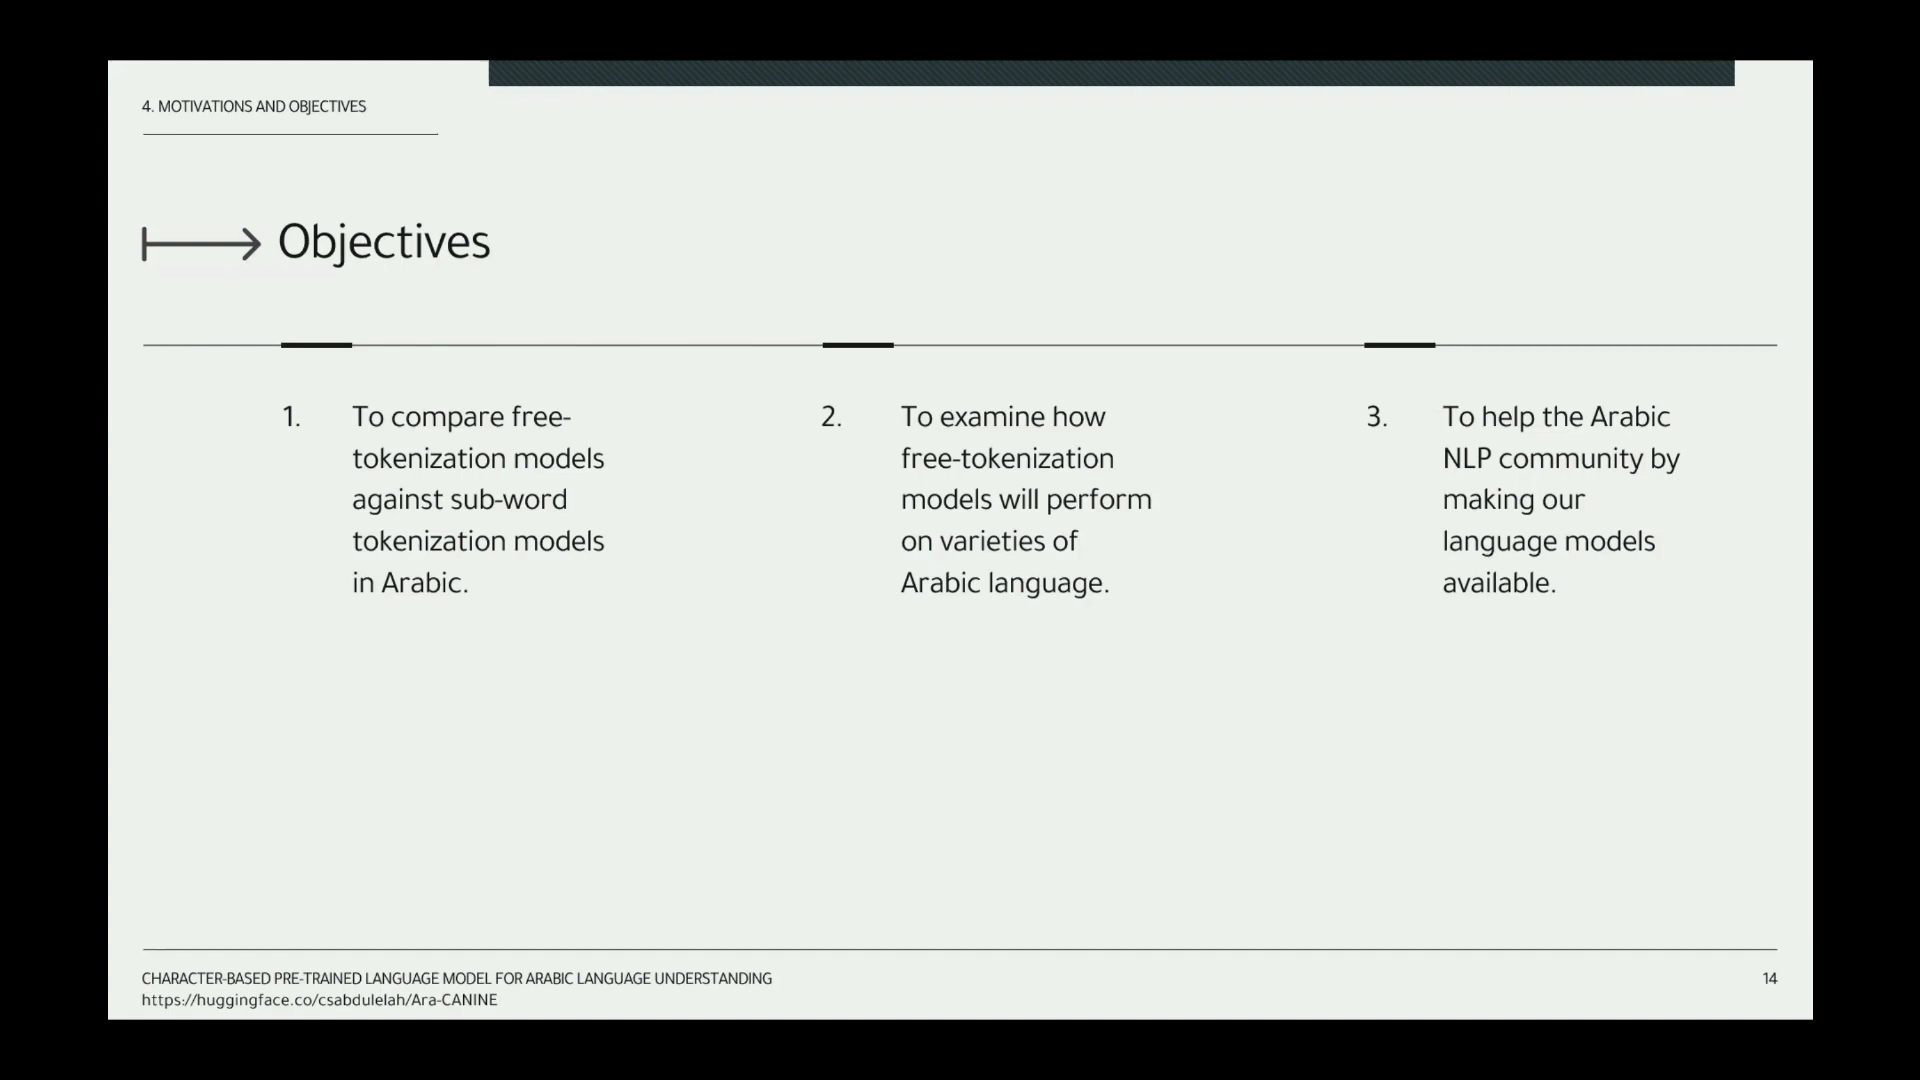 4. MOTIVATIONS AND OBJECTIVES
Objectives
1. To compare free-
tokenization models
against sub-word
tokenization models
in Arabic.
2. To examine how
free-tokenization
models will perform
on varieties of
Arabic language.
3. To help the Arabic
NLP community by
making our
language models
available.
CHARACTER-BASED PRE-TRAINED LANGUAGE MODEL FOR ARABIC LANGUAGE UNDERSTANDING
https://huggingface.co/csabdulelah/Ara-CANINE
14